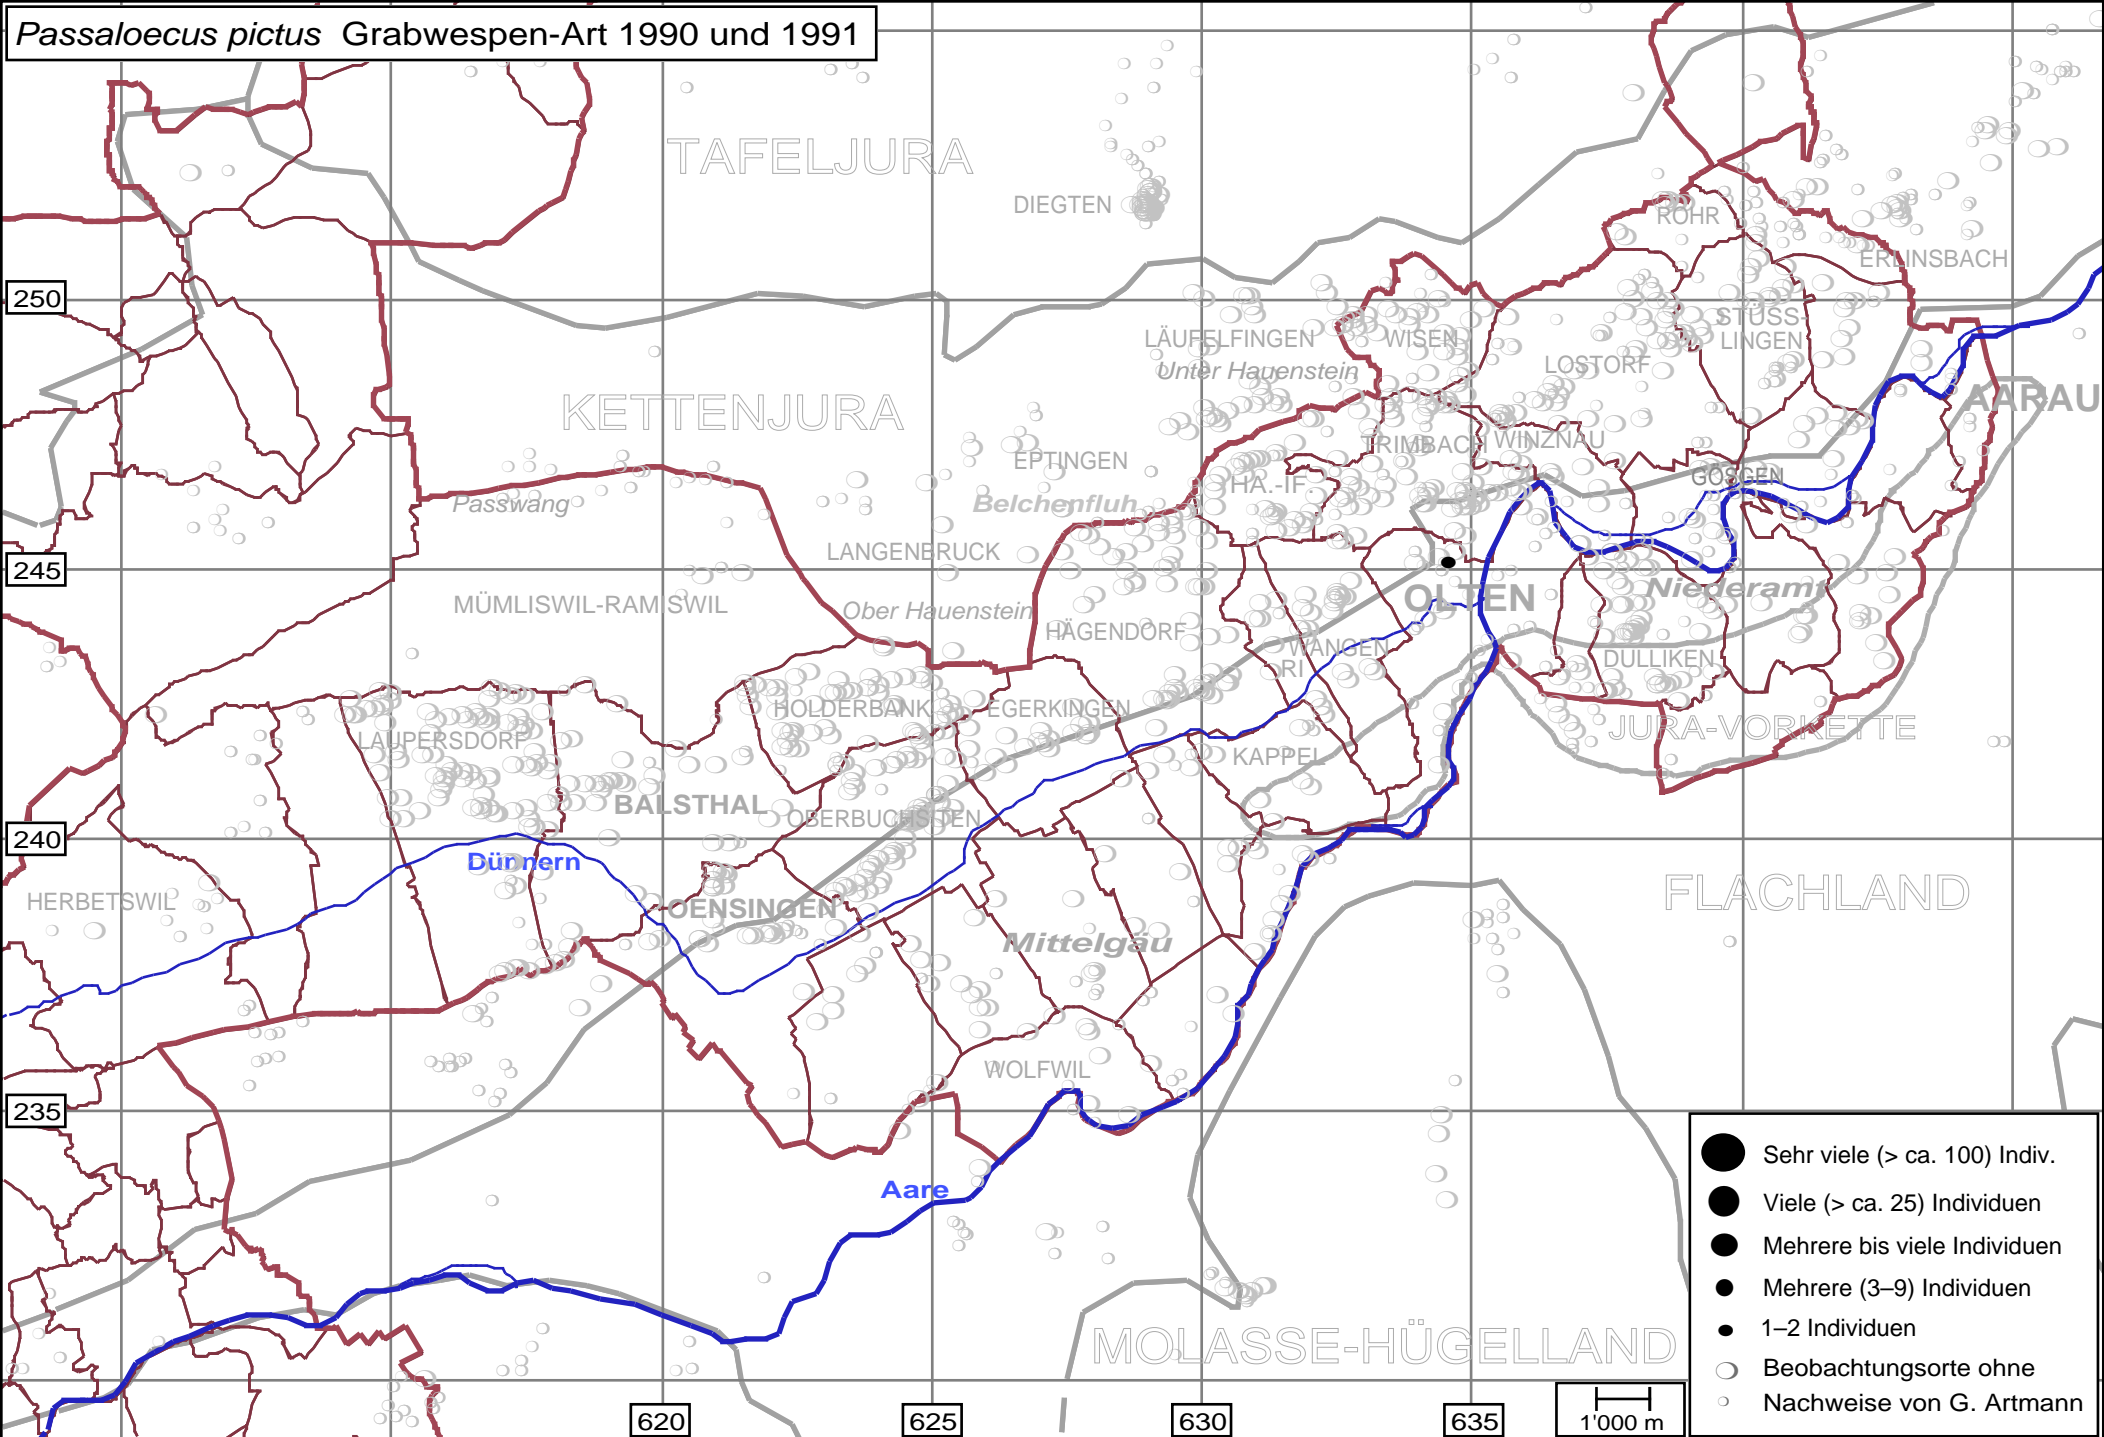 Passaloecus pictus Grabwespen-Art 1990 und 1991
TAFELJURA
DIEGTEN
ROHR
ERLINSBACH
250
STÜSS-
LINGEN
LÄUFELFINGEN
WISEN
Unter Hauenstein
LOSTORF
AARAU
KETTENJURA
TRIMBACH
WINZNAU
EPTINGEN
GÖSGEN
HA.-IF.
Passwang
Belchenfluh
LANGENBRUCK
245
Niederamt
OLTEN
MÜMLISWIL-RAMISWIL
Ober Hauenstein
HÄGENDORF
WANGEN
RI
DULLIKEN
HOLDERBANK
EGERKINGEN
JURA-VORKETTE
LAUPERSDORF
KAPPEL
BALSTHAL
OBERBUCHSITEN
240
Dünnern
HERBETSWIL
OENSINGEN
FLACHLAND
Mittelgäu
WOLFWIL
235
Aare
Sehr viele (> ca. 100) Indiv.
Viele (> ca. 25) Individuen
Mehrere bis viele Individuen
Mehrere (3–9) Individuen
1–2 Individuen
Beobachtungsorte ohne
Nachweise von G. Artmann
MOLASSE-HÜGELLAND
620
625
630
635
1'000 m